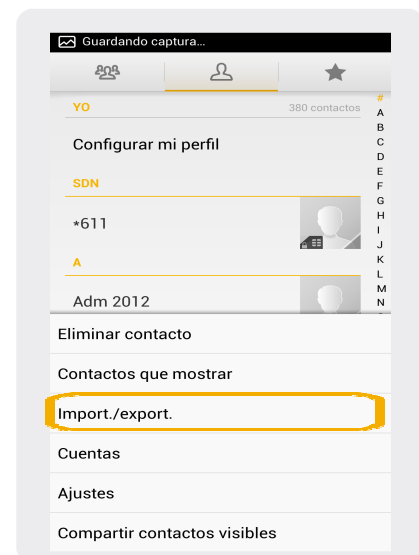 Guardando captura...
YO 380 contactos
Configurar mi perfil
SDN
*611
A
Adm 2012
#
A
B
C
D
E
F
G
H
I
J
K
L
M
N
Eliminar contacto
Contactos que mostrar
Import./export.
Cuentas
Ajustes
Compartir contactos visibles